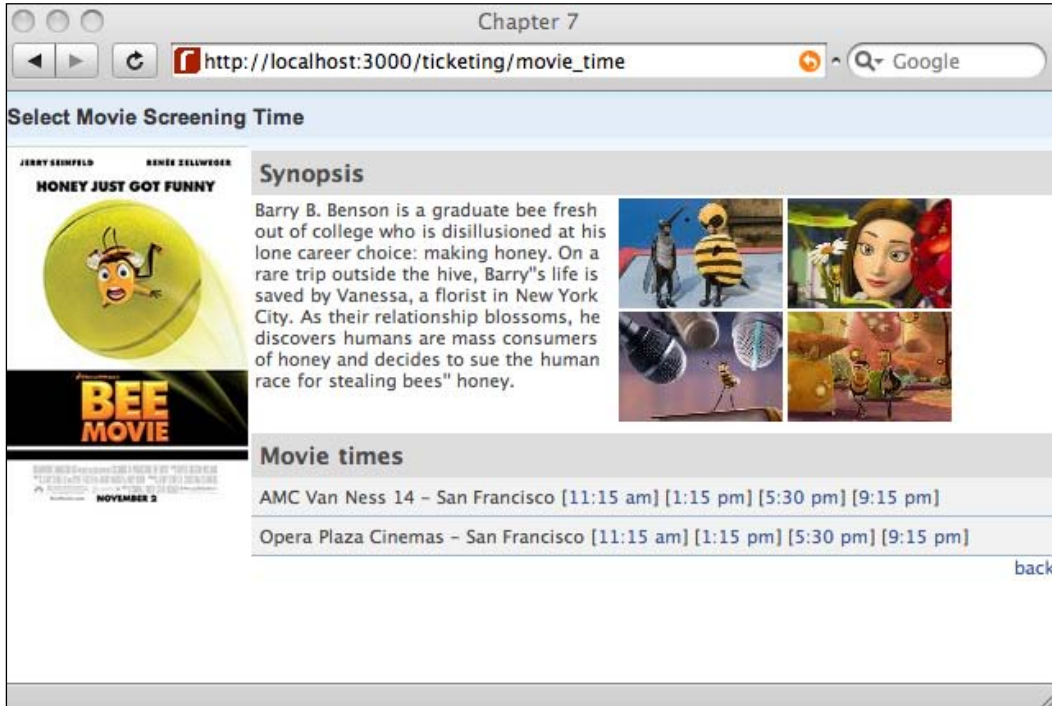 Chapter 7
http://localhost:3000/ticketing/movie_time
Google
Select Movie Screening Time
JERRY SEINFELD RENÉE ZELLWEGER
HONEY JUST GOT FUNNY
BEE
MOVIE
NOVEMBER 2
Synopsis
Barry B. Benson is a graduate bee fresh
out of college who is disillusioned at his
lone career choice: making honey. On a
rare trip outside the hive, Barry"s life is
saved by Vanessa, a florist in New York
City. As their relationship blossoms, he
discovers humans are mass consumers
of honey and decides to sue the human
race for stealing bees" honey.
Movie times
AMC Van Ness 14 – San Francisco [11:15 am] [1:15 pm] [5:30 pm] [9:15 pm]
Opera Plaza Cinemas – San Francisco [11:15 am] [1:15 pm] [5:30 pm] [9:15 pm]
back